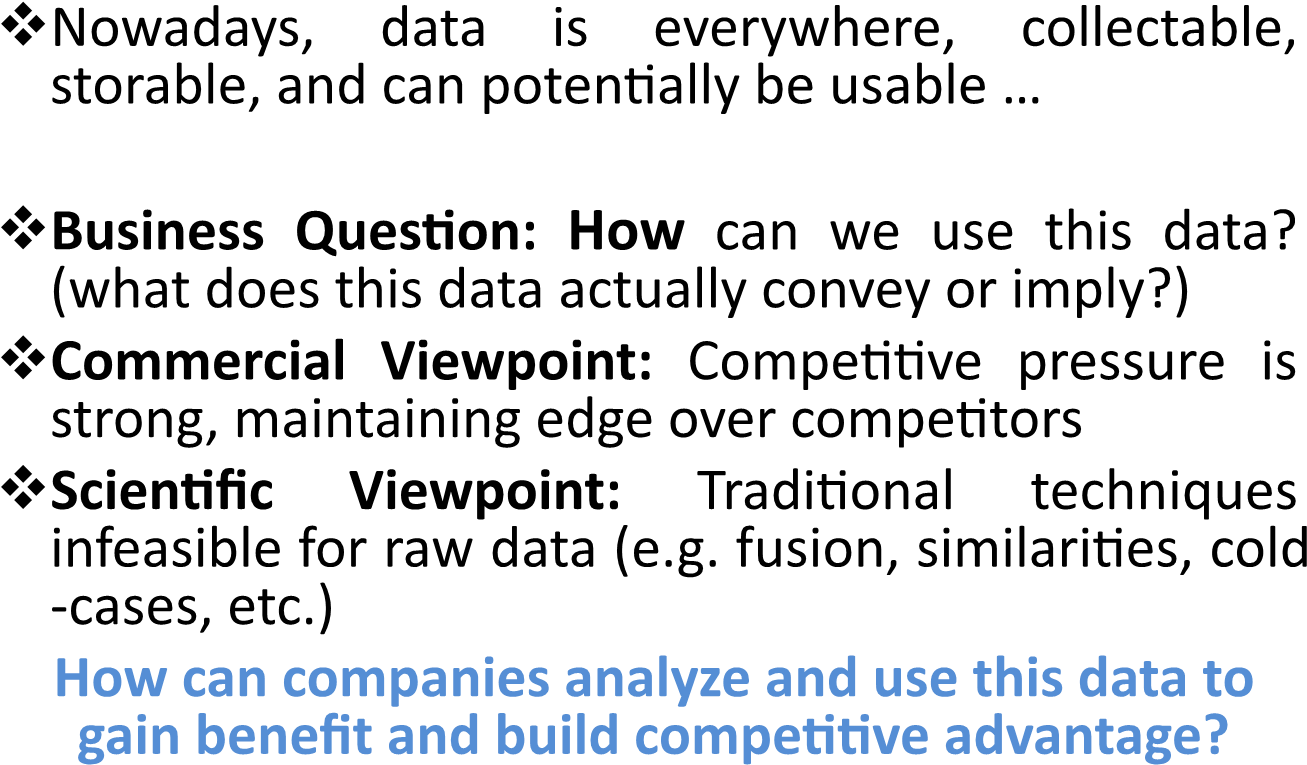 ❖Nowadays, data is everywhere, collectable,
storable, and can potentially be usable …
❖Business Question: How can we use this data?
(what does this data actually convey or imply?)
❖Commercial Viewpoint: Competitive pressure is
strong, maintaining edge over competitors
❖Scientific Viewpoint: Traditional techniques
infeasible for raw data (e.g. fusion, similarities, cold
-cases, etc.)
How can companies analyze and use this data to
gain benefit and build competitive advantage?